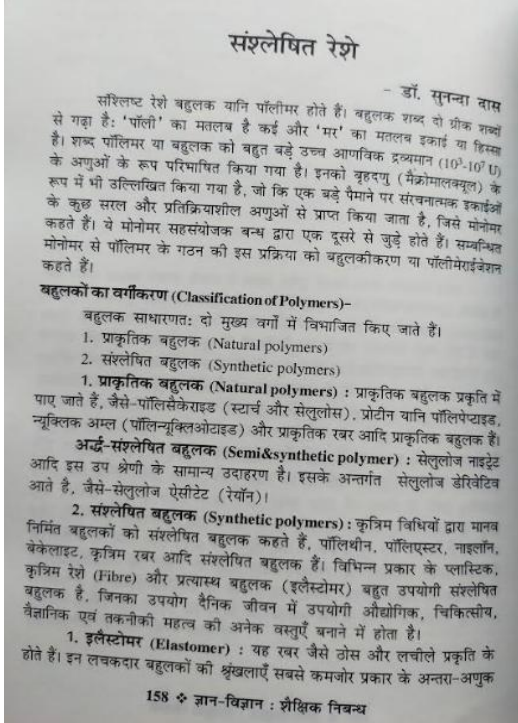 संश्लेषित रेशे
- डॉ. सुनन्दा दास
संश्लिष्ट रेशे बहुलक यानि पॉलीमर होते हैं। बहुलक शब्द दो ग्रीक शब्दों
से गढ़ा है: 'पॉली' का मतलब है कई और 'मर' का मतलब इकाई या हिस्सा
है। शब्द पॉलिमर या बहुलक को बहुत बड़े उच्च आणविक द्रव्यमान (10³-10⁷ U)
के अणुओं के रूप परिभाषित किया गया है। इनको वृहदणु (मैक्रोमालक्यूल) के
रूप में भी उल्लिखित किया गया है, जो कि एक बड़े पैमाने पर संरचनात्मक इकाईओं
के कुछ सरल और प्रतिक्रियाशील अणुओं से प्राप्त किया जाता है, जिसे मोनोमर
कहते हैं। ये मोनोमर सहसंयोजक बन्ध द्वारा एक दूसरे से जुड़े होते हैं। सम्बन्धित
मोनोमर से पॉलिमर के गठन की इस प्रक्रिया को बहुलकीकरण या पॉलीमेराईजेशन
कहते हैं।
बहुलकों का वर्गीकरण (Classification of Polymers)-
बहुलक साधारणत: दो मुख्य वर्गों में विभाजित किए जाते हैं।
1. प्राकृतिक बहुलक (Natural polymers)
2. संश्लेषित बहुलक (Synthetic polymers)
1. प्राकृतिक बहुलक (Natural polymers) : प्राकृतिक बहुलक प्रकृति में
पाए जाते हैं, जैसे-पॉलिसैकेराइड (स्टार्च और सेलुलोस), प्रोटीन यानि पॉलिपेप्टाइड,
न्यूक्लिक अम्ल (पॉलिन्यूक्लिओटाइड) और प्राकृतिक रबर आदि प्राकृतिक बहुलक हैं।
अर्द्ध-संश्लेषित बहुलक (Semi&synthetic polymer) : सेलुलोज नाइट्रेट
आदि इस उप श्रेणी के सामान्य उदाहरण है। इसके अन्तर्गत सेलुलोज डेरिवेटिव
आते है, जैसे-सेलुलोज ऐसीटेट (रेयॉन)।
2. संश्लेषित बहुलक (Synthetic polymers) : कृत्रिम विधियों द्वारा मानव
निर्मित बहुलकों को संश्लेषित बहुलक कहते हैं, पॉलिथीन, पॉलिएस्टर, नाइलॉन,
बेकेलाइट, कृत्रिम रबर आदि संश्लेषित बहुलक हैं। विभिन्न प्रकार के प्लास्टिक,
कृत्रिम रेशे (Fibre) और प्रत्यास्थ बहुलक (इलैस्टोमर) बहुत उपयोगी संश्लेषित
बहुलक है, जिनका उपयोग दैनिक जीवन में उपयोगी औद्योगिक, चिकित्सीय,
वैज्ञानिक एवं तकनीकी महत्व की अनेक वस्तुएँ बनाने में होता है।
1. इलैस्टोमर (Elastomer) : यह रबर जैसे ठोस और लचीले प्रकृति के
होते हैं। इन लचकदार बहुलकों की श्रृंखलाएँ सबसे कमजोर प्रकार के अन्तरा-अणुक
158 ❖ ज्ञान-विज्ञान : शैक्षिक निबन्ध